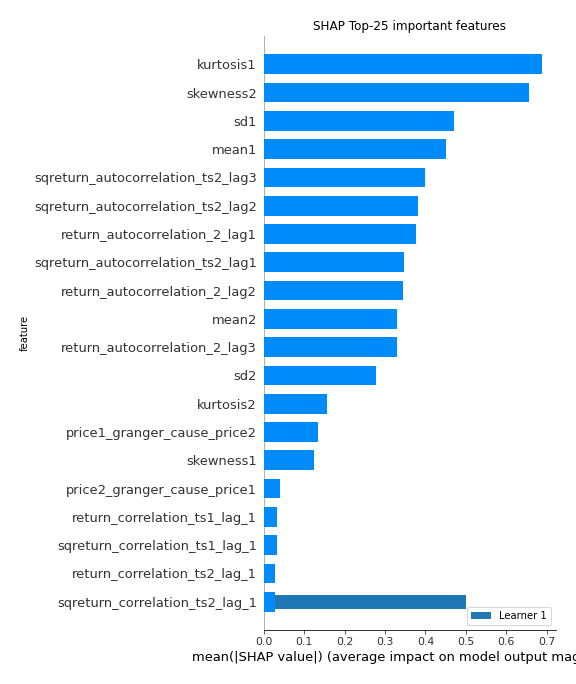 SHAP Top-25 important features
kurtosis1
skewness2
sd1
mean1
sqreturn_autocorrelation_ts2_lag3
sqreturn_autocorrelation_ts2_lag2
return_autocorrelation_2_lag1
sqreturn_autocorrelation_ts2_lag1
return_autocorrelation_2_lag2
mean2
return_autocorrelation_2_lag3
sd2
kurtosis2
price1_granger_cause_price2
skewness1
price2_granger_cause_price1
return_correlation_ts1_lag_1
sqreturn_correlation_ts1_lag_1
return_correlation_ts2_lag_1
sqreturn_correlation_ts2_lag_1
feature
Learner 1
0.0 0.1 0.2 0.3 0.4 0.5 0.6 0.7
mean(|SHAP value|) (average impact on model output mag